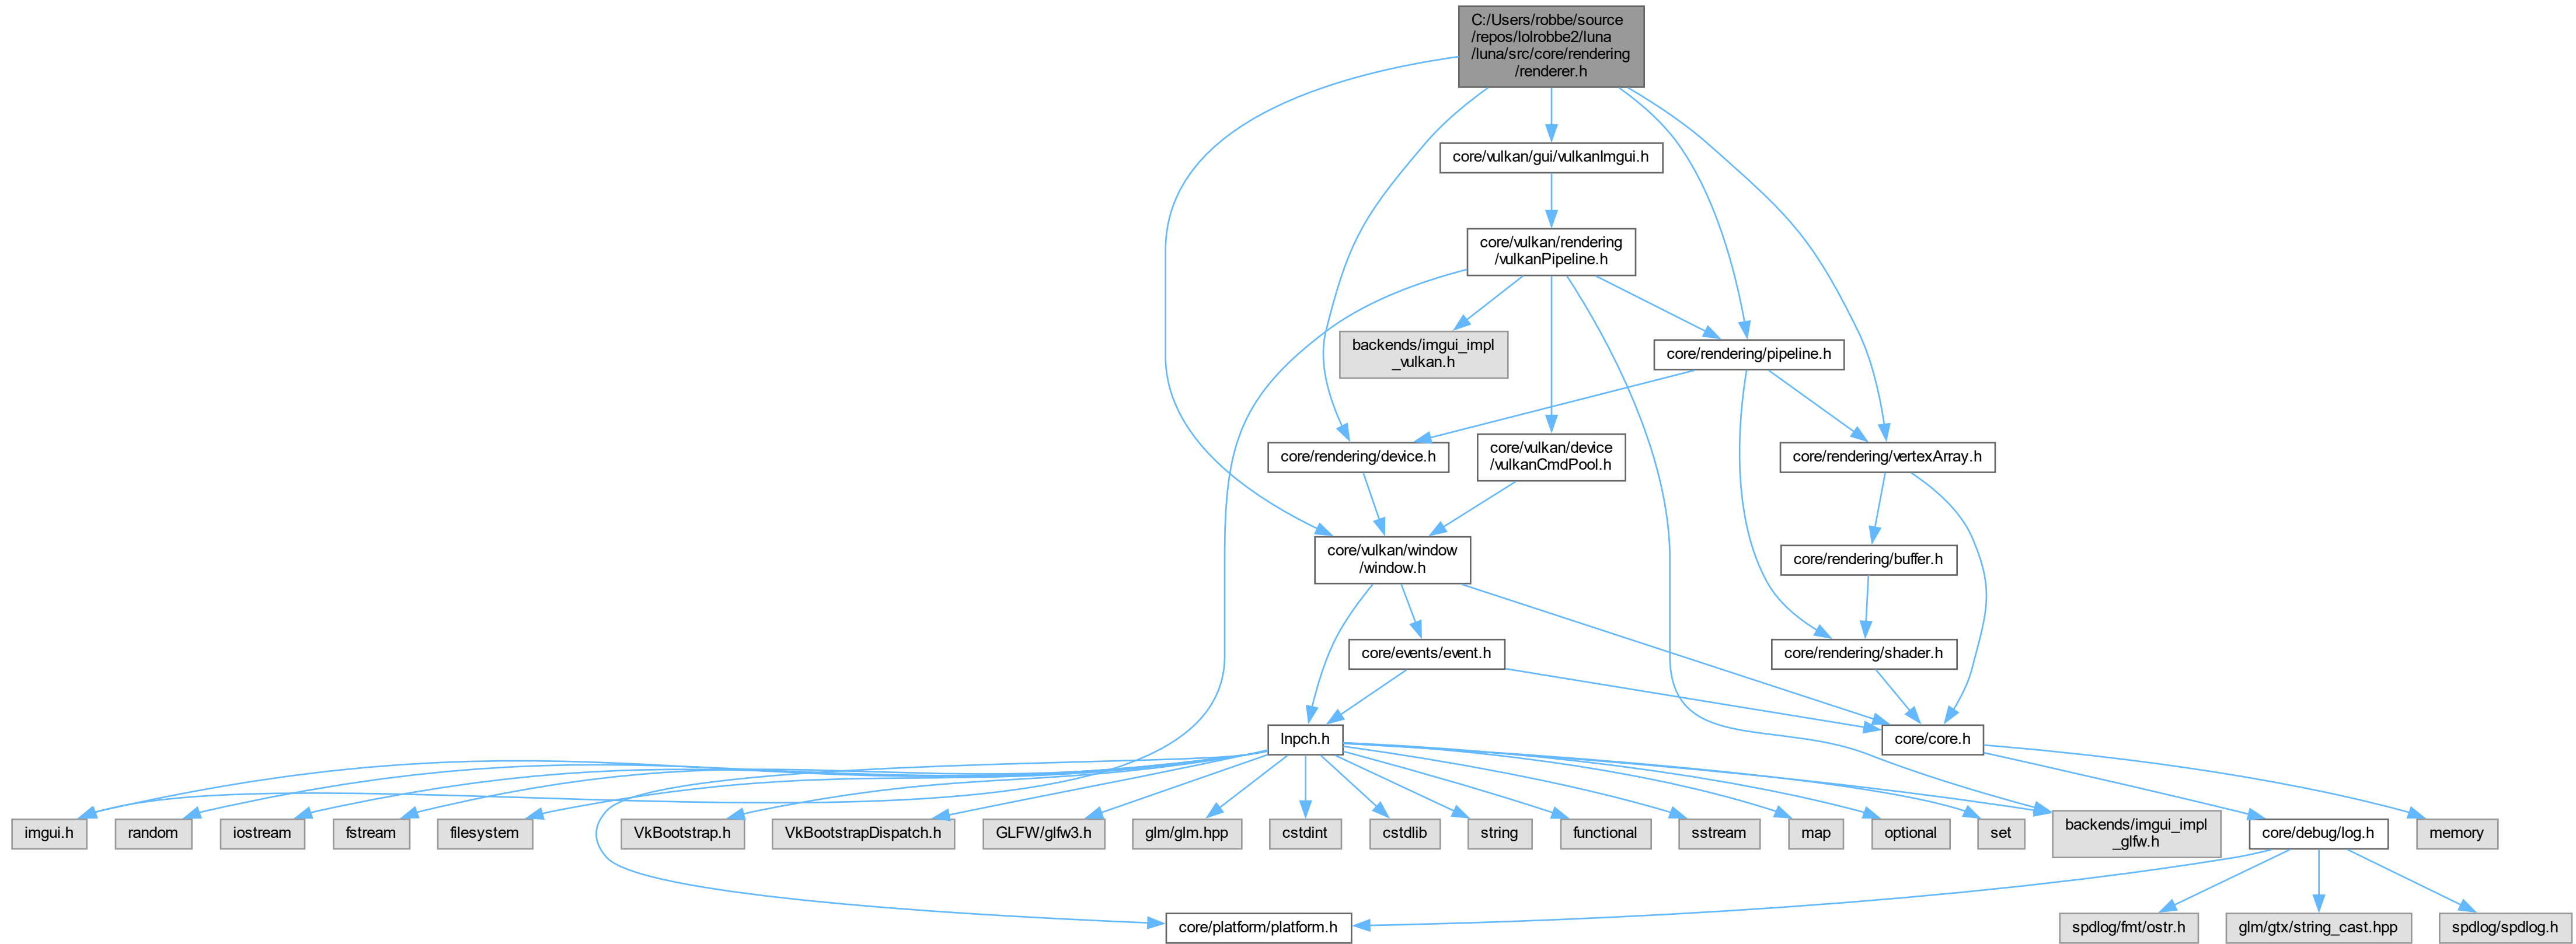 C:/Users/robbe/source
/repos/lolrobbe2/luna
/luna/src/core/rendering
/renderer.h
core/vulkan/gui/vulkanImgui.h
core/vulkan/rendering
/vulkanPipeline.h
backends/imgui_impl
_vulkan.h
core/rendering/pipeline.h
core/rendering/device.h
core/vulkan/device
/vulkanCmdPool.h
core/rendering/vertexArray.h
core/vulkan/window
/window.h
core/rendering/buffer.h
core/events/event.h
core/rendering/shader.h
lnpch.h
core/core.h
imgui.h
random
iostream
fstream
filesystem
VkBootstrap.h
VkBootstrapDispatch.h
GLFW/glfw3.h
glm/glm.hpp
cstdint
cstdlib
string
functional
sstream
map
optional
set
backends/imgui_impl
_glfw.h
core/debug/log.h
memory
core/platform/platform.h
spdlog/fmt/ostr.h
glm/gtx/string_cast.hpp
spdlog/spdlog.h